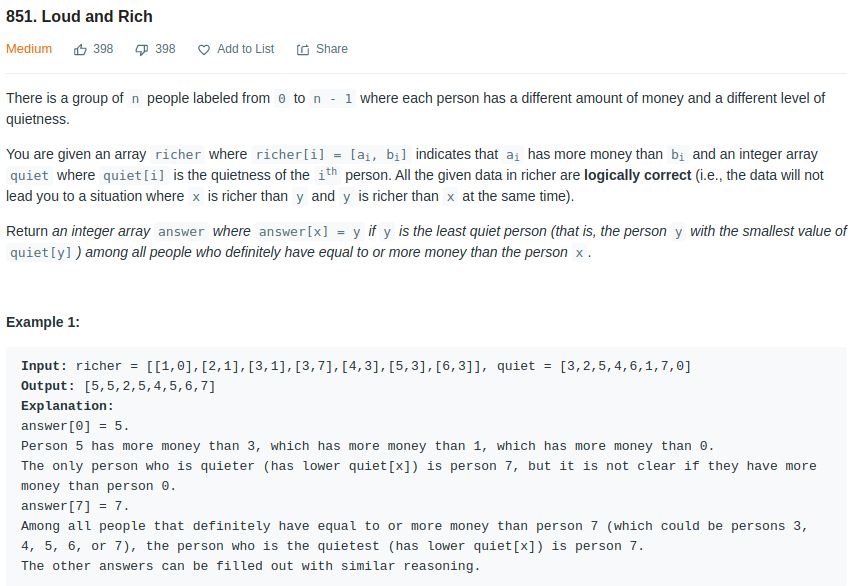 851. Loud and Rich
Medium 398 398 Add to List Share
There is a group of n people labeled from 0 to n - 1 where each person has a different amount of money and a different level of
quietness.
You are given an array richer where richer[i] = [ai, bi] indicates that ai has more money than bi and an integer array
quiet where quiet[i] is the quietness of the ith person. All the given data in richer are logically correct (i.e., the data will not
lead you to a situation where x is richer than y and y is richer than x at the same time).
Return an integer array answer where answer[x] = y if y is the least quiet person (that is, the person y with the smallest value of
quiet[y] ) among all people who definitely have equal to or more money than the person x .
Example 1:
Input: richer = [[1,0],[2,1],[3,1],[3,7],[4,3],[5,3],[6,3]], quiet = [3,2,5,4,6,1,7,0]
Output: [5,5,2,5,4,5,6,7]
Explanation:
answer[0] = 5.
Person 5 has more money than 3, which has more money than 1, which has more money than 0.
The only person who is quieter (has lower quiet[x]) is person 7, but it is not clear if they have more
money than person 0.
answer[7] = 7.
Among all people that definitely have equal to or more money than person 7 (which could be persons 3,
4, 5, 6, or 7), the person who is the quietest (has lower quiet[x]) is person 7.
The other answers can be filled out with similar reasoning.